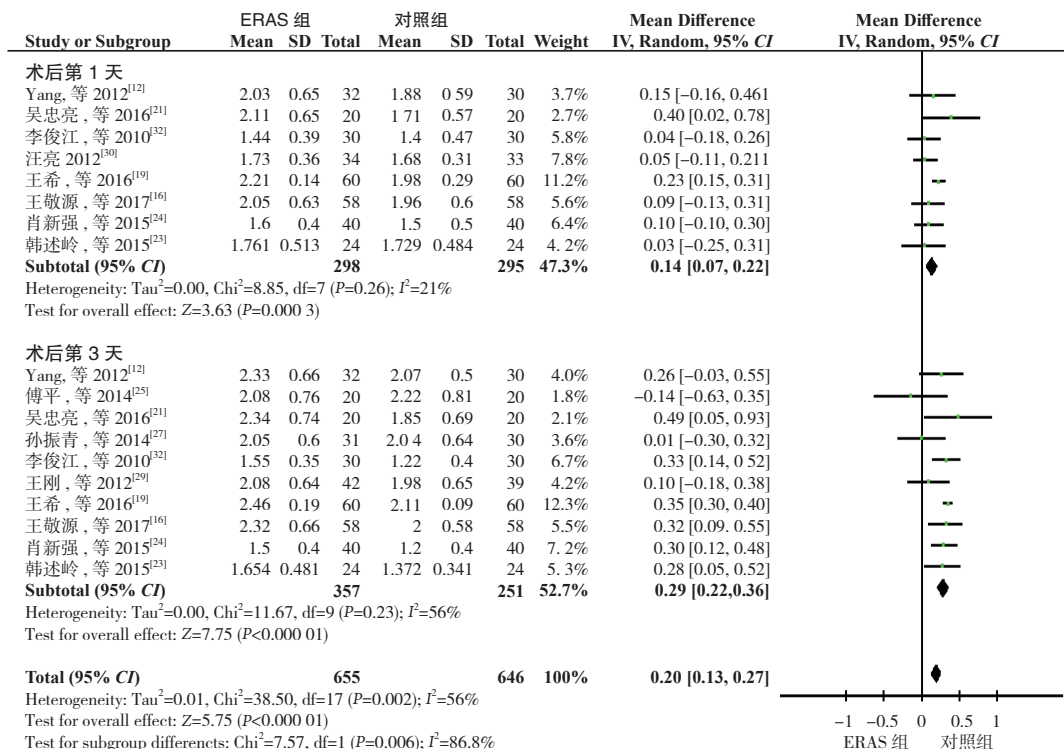 ERAS 组 对照组 Mean Difference Mean Difference
Study or Subgroup Mean SD Total Mean SD Total Weight IV, Random, 95% CI IV, Random, 95% CI
术后第 1 天
Yang, 等 2012[12] 2.03 0.65 32 1.88 0 59 30 3.7% 0.15 [−0.16, 0.461
吴忠亮, 等 2016[21] 2.11 0.65 20 1 71 0.57 20 2.7% 0.40 [0.02, 0.78]
李俊江, 等 2010[32] 1.44 0.39 30 1.4 0.47 30 5.8% 0.04 [−0.18, 0.26]
汪亮 2012[30] 1.73 0.36 34 1.68 0.31 33 7.8% 0.05 [−0.11, 0.211
王希, 等 2016[19] 2.21 0.14 60 1.98 0.29 60 11.2% 0.23 [0.15, 0.31]
王敬源, 等 2017[16] 2.05 0.63 58 1.96 0.6 58 5.6% 0.09 [−0.13, 0.31]
肖新强, 等 2015[24] 1.6 0.4 40 1.5 0.5 40 6.4% 0.10 [−0.10, 0.30]
韩述岭, 等 2015[23] 1.761 0.513 24 1.729 0.484 24 4. 2% 0.03 [−0.25, 0.31]
Subtotal (95% CI) 298 295 47.3% 0.14 [0.07, 0.22]
Heterogeneity: Tau²=0.00, Chi²=8.85, df=7 (P=0.26); I²=21%
Test for overall effect: Z=3.63 (P=0.000 3)
术后第 3 天
Yang, 等 2012[12] 2.33 0.66 32 2.07 0.5 30 4.0% 0.26 [−0.03, 0.55]
傅平, 等 2014[25] 2.08 0.76 20 2.22 0.81 20 1.8% −0.14 [−0.63, 0.35]
吴忠亮, 等 2016[21] 2.34 0.74 20 1.85 0.69 20 2.1% 0.49 [0.05, 0.93]
孙振青, 等 2014[27] 2.05 0.6 31 2.0 4 0.64 30 3.6% 0.01 [−0.30, 0.32]
李俊江, 等 2010[32] 1.55 0.35 30 1.22 0.4 30 6.7% 0.33 [0.14, 0.52]
王刚, 等 2012[29] 2.08 0.64 42 1.98 0.65 39 4.2% 0.10 [−0.18, 0.38]
王希, 等 2016[19] 2.46 0.19 60 2.11 0.09 60 12.3% 0.35 [0.30, 0.40]
王敬源, 等 2017[16] 2.32 0.66 58 2 0.58 58 5.5% 0.32 [0.09, 0.55]
肖新强, 等 2015[24] 1.5 0.4 40 1.2 0.4 40 7. 2% 0.30 [0.12, 0.48]
韩述岭, 等 2015[23] 1.654 0.481 24 1.372 0.341 24 5. 3% 0.28 [0.05, 0.52]
Subtotal (95% CI) 357 251 52.7% 0.29 [0.22,0.36]
Heterogeneity: Tau²=0.00, Chi²=11.67, df=9 (P=0.23); I²=56%
Test for overall effect: Z=7.75 (P<0.000 01)
Total (95% CI) 655 646 100% 0.20 [0.13, 0.27]
Heterogeneity: Tau²=0.01, Chi²=38.50, df=17 (P=0.002); I²=56%
Test for overall effect: Z=5.75 (P<0.000 01)
Test for subgroup differencts: Chi²=7.57, df=1 (P=0.006); I²=86.8%
−1 −0.5 0 0.5 1
ERAS 组 对照组